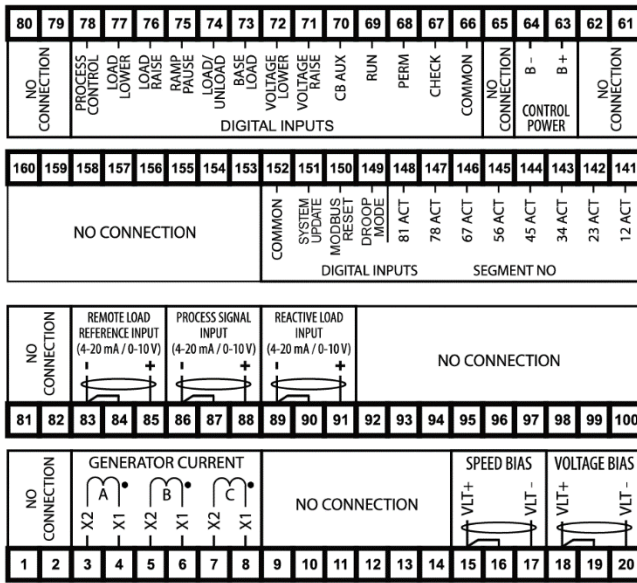 80 79 78 77 76 75 74 73 72 71 70 69 68 67 66 65 64 63 62 61
NO
CONNECTION
PROCESS
CONTROL
LOAD
LOWER
LOAD
RAISE
RAMP
PAUSE
LOAD/
UNLOAD
BASE
LOAD
VOLTAGE
LOWER
VOLTAGE
RAISE
CB AUX
RUN
PERM
CHECK
COMMON
NO
CONNECTION
B -
B +
NO
CONNECTION
DIGITAL INPUTS
CONTROL
POWER
160 159 158 157 156 155 154 153 152 151 150 149 148 147 146 145 144 143 142 141
NO CONNECTION
COMMON
SYSTEM
UPDATE
MODBUS
RESET
DROOP
MODE
81 ACT
78 ACT
67 ACT
56 ACT
45 ACT
34 ACT
23 ACT
12 ACT
DIGITAL INPUTS SEGMENT NO
NO
CONNECTION
REMOTE LOAD
REFERENCE INPUT
(4-20 mA / 0-10 V)
- +
PROCESS SIGNAL
INPUT
(4-20 mA / 0-10 V)
- +
REACTIVE LOAD
INPUT
(4-20 mA / 0-10 V)
- +
NO CONNECTION
81 82 83 84 85 86 87 88 89 90 91 92 93 94 95 96 97 98 99 100
NO
CONNECTION
GENERATOR CURRENT
A B C
X2 X1 X2 X1 X2 X1
NO CONNECTION
SPEED BIAS
VLT+ VLT -
VOLTAGE BIAS
VLT+ VLT -
1 2 3 4 5 6 7 8 9 10 11 12 13 14 15 16 17 18 19 20